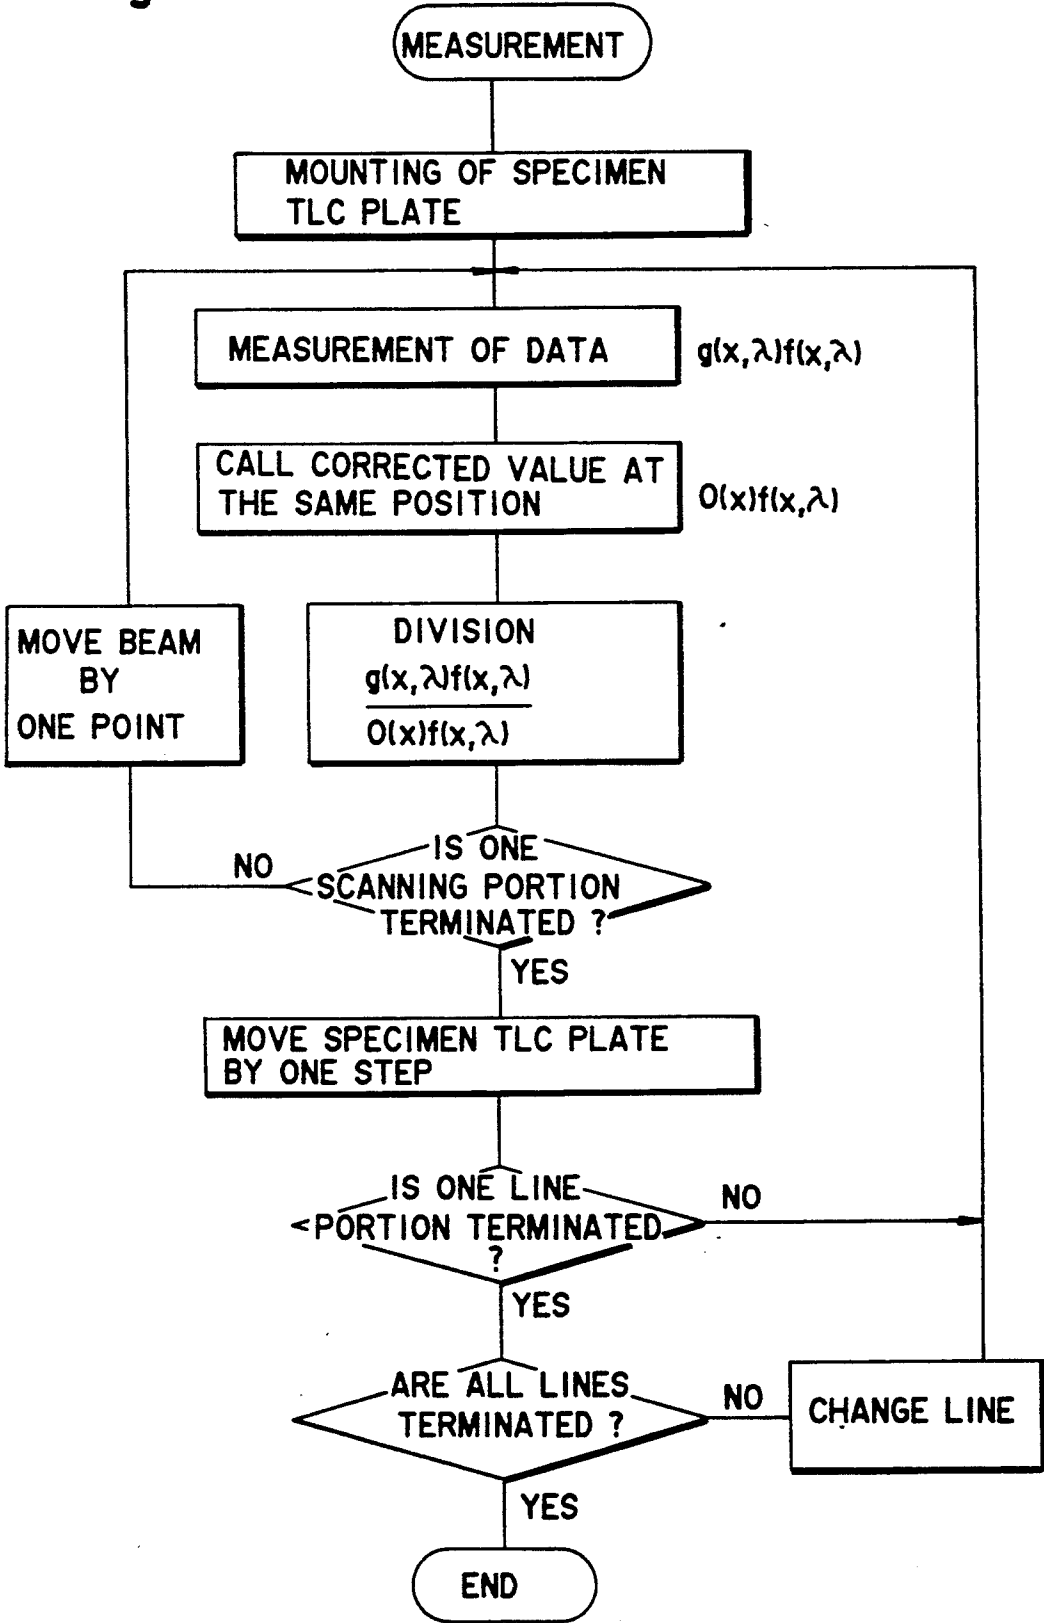 MEASUREMENT
MOUNTING OF SPECIMEN
TLC PLATE
MEASUREMENT OF DATA
g(x,λ)f(x,λ)
CALL CORRECTED VALUE AT
THE SAME POSITION
O(x)f(x,λ)
MOVE BEAM
BY
ONE POINT
DIVISION
g(x,λ)f(x,λ)
O(x)f(x,λ)
IS ONE
SCANNING PORTION
TERMINATED ?
NO
YES
MOVE SPECIMEN TLC PLATE
BY ONE STEP
IS ONE LINE
PORTION TERMINATED
?
NO
YES
ARE ALL LINES
TERMINATED ?
NO
CHANGE LINE
YES
END